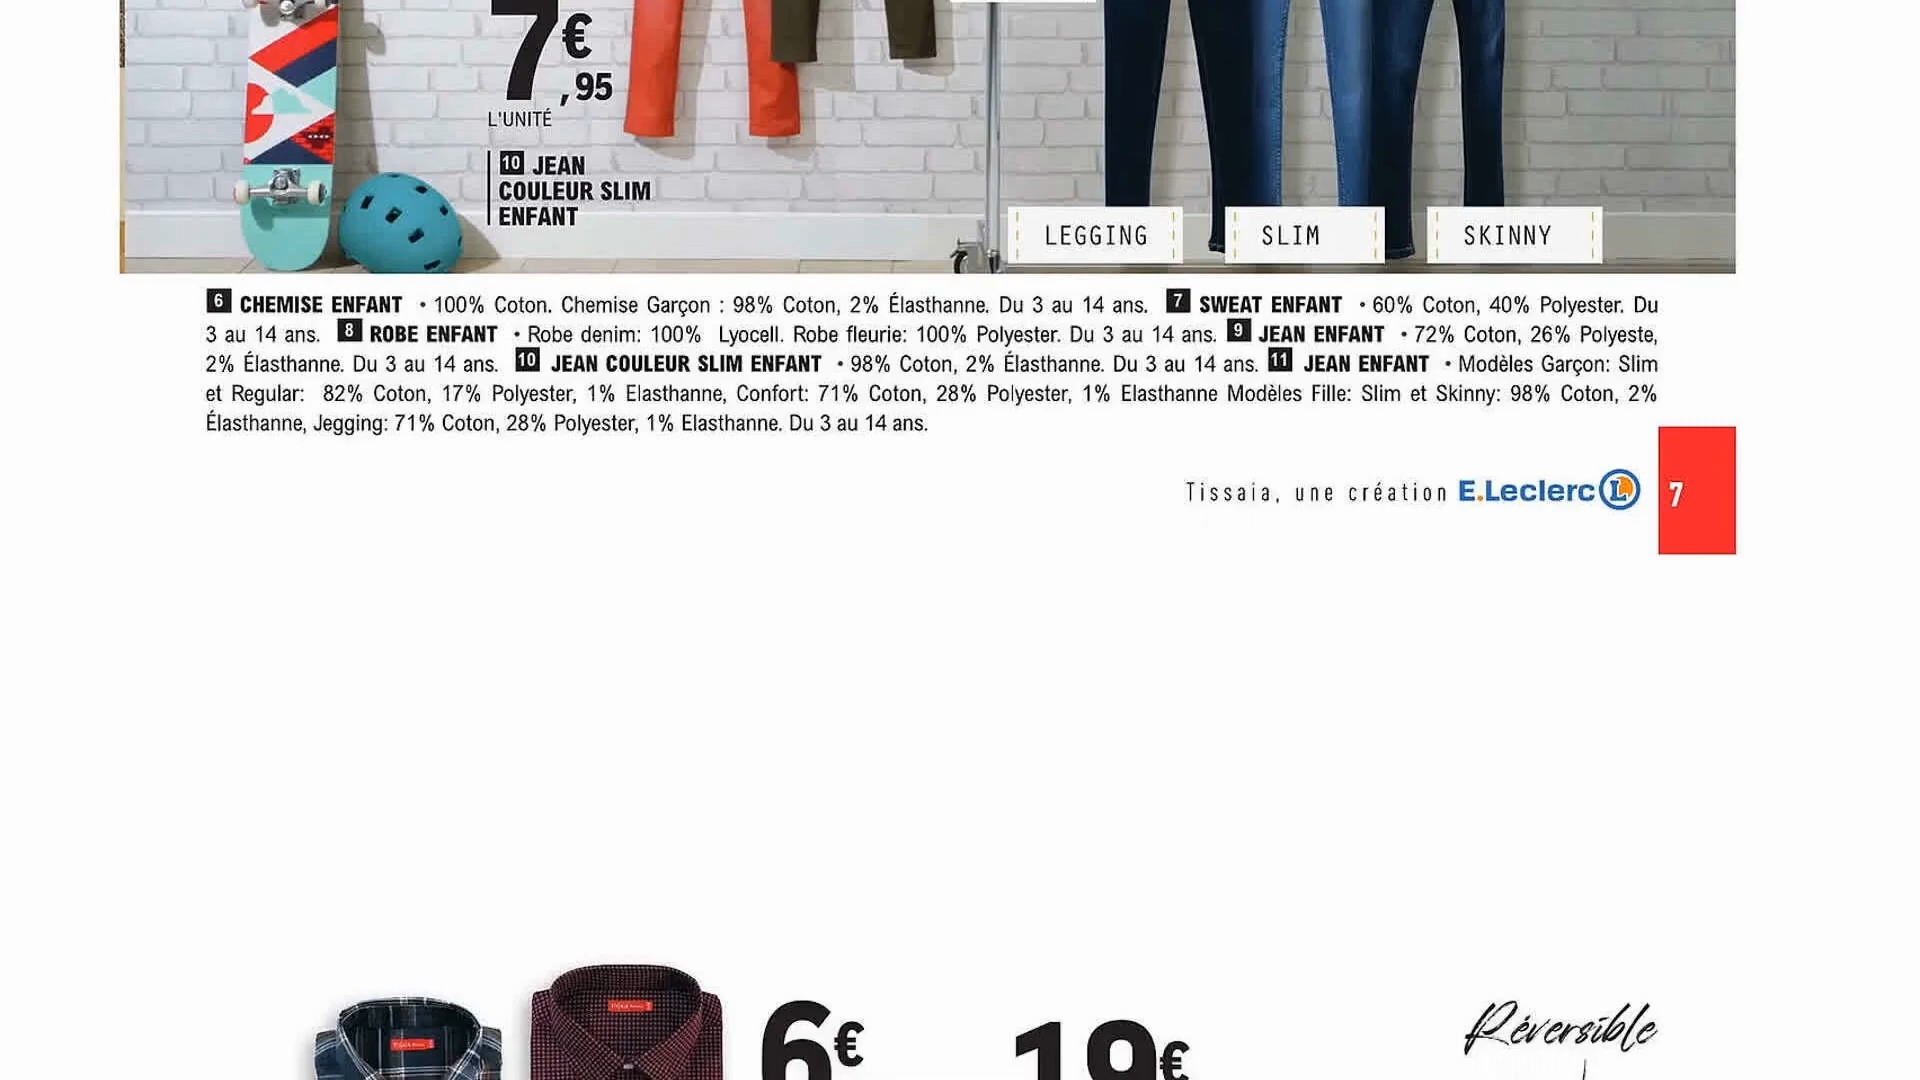 7€
,95
L'UNITÉ
10 JEAN
COULEUR SLIM
ENFANT
LEGGING
SLIM
SKINNY
6 CHEMISE ENFANT • 100% Coton. Chemise Garçon : 98% Coton, 2% Élasthanne. Du 3 au 14 ans. 7 SWEAT ENFANT • 60% Coton, 40% Polyester. Du
3 au 14 ans. 8 ROBE ENFANT • Robe denim: 100% Lyocell. Robe fleurie: 100% Polyester. Du 3 au 14 ans. 9 JEAN ENFANT • 72% Coton, 26% Polyeste,
2% Élasthanne. Du 3 au 14 ans. 10 JEAN COULEUR SLIM ENFANT • 98% Coton, 2% Élasthanne. Du 3 au 14 ans. 11 JEAN ENFANT • Modèles Garçon: Slim
et Regular: 82% Coton, 17% Polyester, 1% Elasthanne, Confort: 71% Coton, 28% Polyester, 1% Elasthanne Modèles Fille: Slim et Skinny: 98% Coton, 2%
Élasthanne, Jegging: 71% Coton, 28% Polyester, 1% Elasthanne. Du 3 au 14 ans.
Tissaia, une création E.Leclerc L
7
6€
19€
Réversible